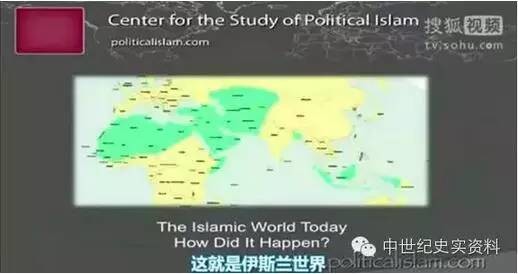 Center for the Study of Political Islam
politicalislam.com
搜狐视频
tv.sohu.com
The Islamic World Today
How Did It Happen?
这就是伊斯兰世界
politicalislam.com
中世纪史实资料